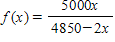 f(x) = 5000x / 4850−2x